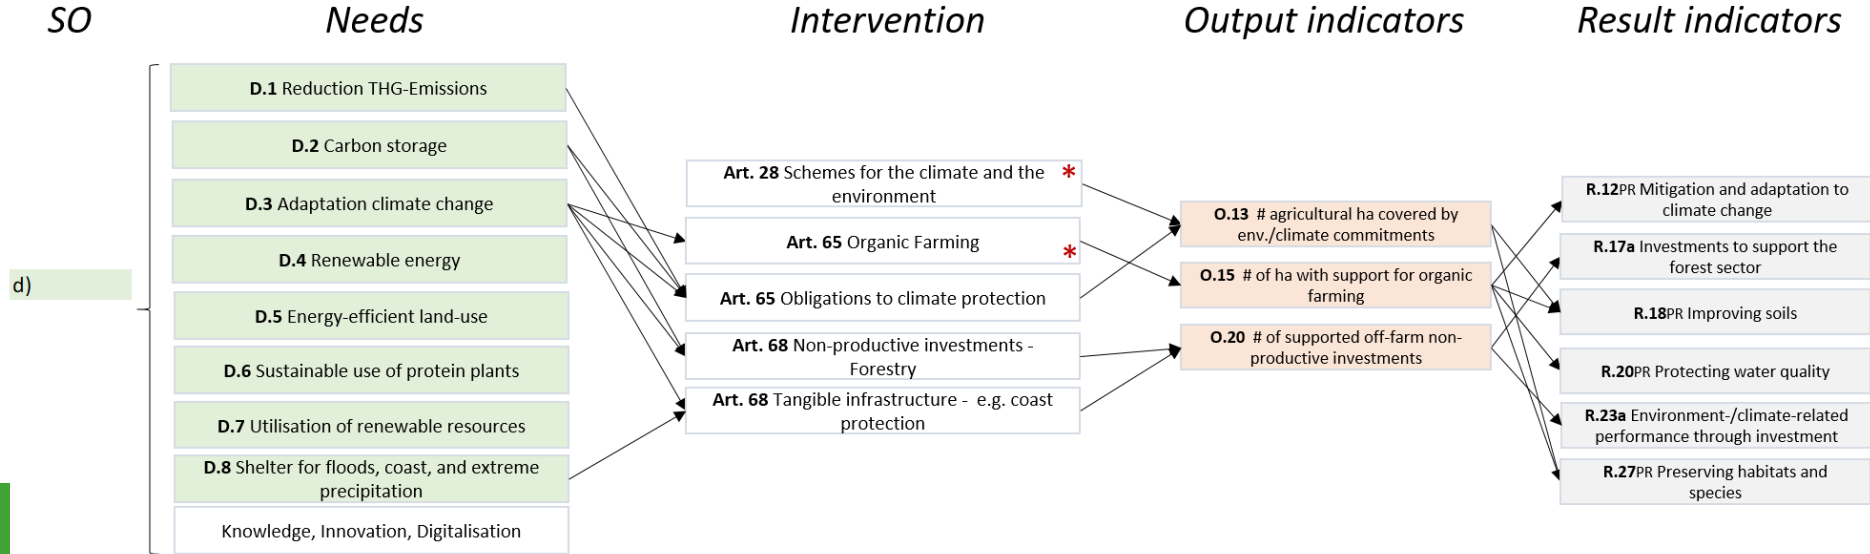 SO
Needs
Intervention
Output indicators
Result indicators
d)
D.1 Reduction THG-Emissions
D.2 Carbon storage
D.3 Adaptation climate change
D.4 Renewable energy
D.5 Energy-efficient land-use
D.6 Sustainable use of protein plants
D.7 Utilisation of renewable resources
D.8 Shelter for floods, coast, and extreme
precipitation
Knowledge, Innovation, Digitalisation
Art. 28 Schemes for the climate and the *
environment
Art. 65 Organic Farming
*
Art. 65 Obligations to climate protection
Art. 68 Non-productive investments -
Forestry
Art. 68 Tangible infrastructure - e.g. coast
protection
O.13 # agricultural ha covered by
env./climate commitments
O.15 # of ha with support for organic
farming
O.20 # of supported off-farm non-
productive investments
R.12PR Mitigation and adaptation to
climate change
R.17a Investments to support the
forest sector
R.18PR Improving soils
R.20PR Protecting water quality
R.23a Environment-/climate-related
performance through investment
R.27PR Preserving habitats and
species